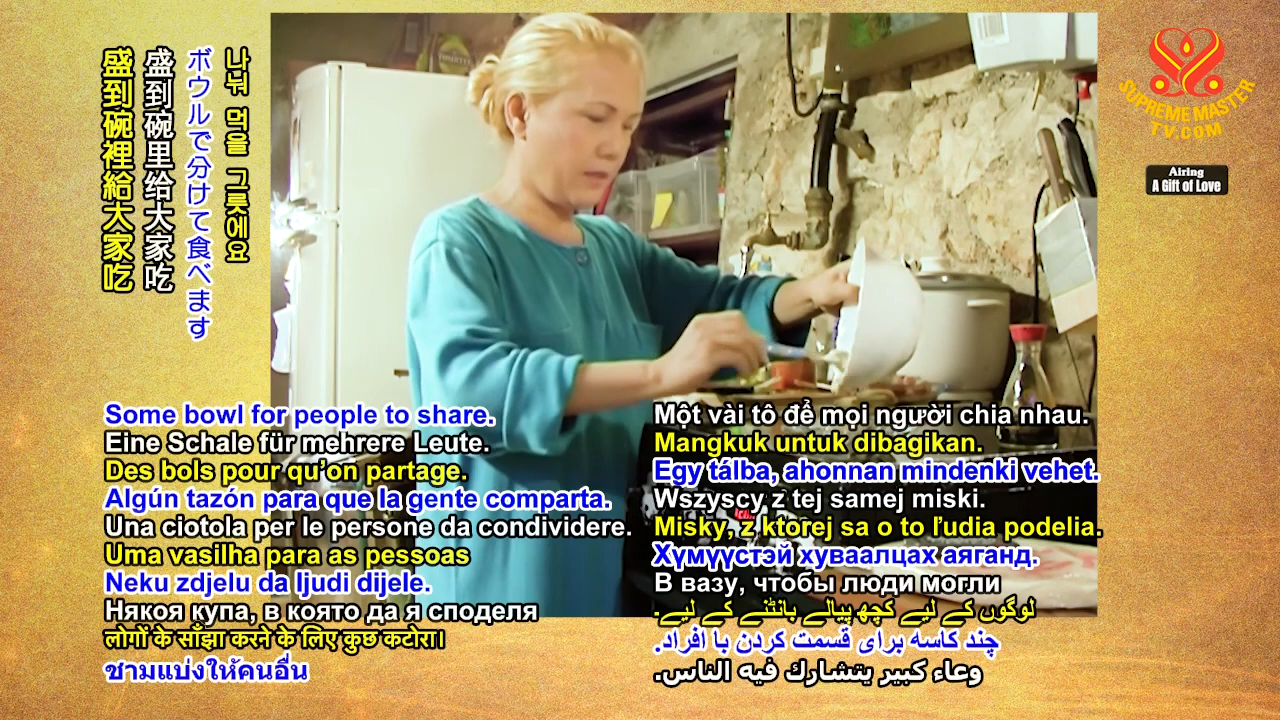 盛到碗裡給大家吃
盛到碗里给大家吃
ボウルで分けて食べます
나눠 먹을 그릇에요
SUPREME MASTER
TV.COM
Airing
A Gift of Love
Some bowl for people to share.
Eine Schale für mehrere Leute.
Des bols pour qu’on partage.
Algún tazón para que la gente comparta.
Una ciotola per le persone da condividere.
Uma vasilha para as pessoas
Neku zdjelu da ljudi dijele.
Някоя купа, в която да я споделя
लोगों के साँझा करने के लिए कुछ कटोरा।
ชามแบ่งให้คนอื่น
Một vài tô để mọi người chia nhau.
Mangkuk untuk dibagikan.
Egy tálba, ahonnan mindenki vehet.
Wszyscy z tej samej miski.
Misky, z ktorej sa o to ľudia podelia.
Хүмүүстэй хуваалцах аяганд.
В вазу, чтобы люди могли
لوگوں کے لیے کچھ پیالے بانٹنے کے لیے.
چند کاسه برای قسمت کردن با افراد.
وعاء كبير يتشارك فيه الناس.